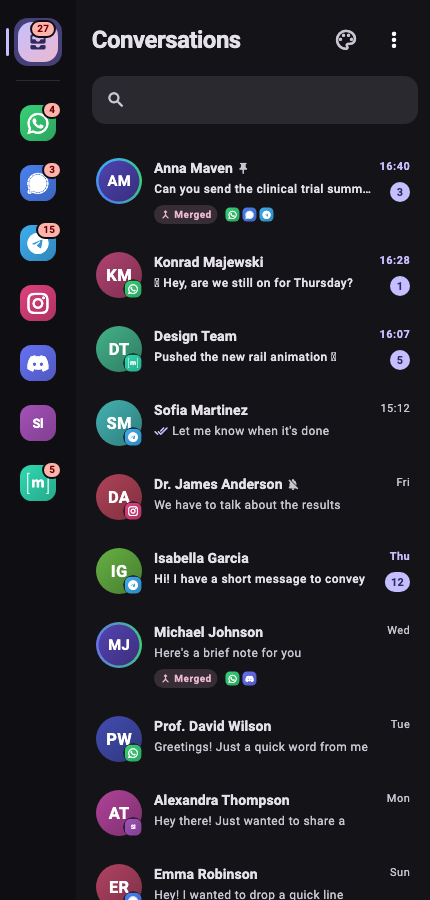 27
Conversations
4
3
15
SI
[m]
5
AM
Anna Maven
16:40
Can you send the clinical trial summ...
3
Merged
KM
Konrad Majewski
16:28
Hey, are we still on for Thursday?
1
DT
[m]
Design Team
16:07
Pushed the new rail animation
5
SM
Sofia Martinez
15:12
Let me know when it's done
DA
Dr. James Anderson
Fri
We have to talk about the results
IG
Isabella Garcia
Thu
Hi! I have a short message to convey
12
MJ
Michael Johnson
Wed
Here's a brief note for you
Merged
PW
Prof. David Wilson
Tue
Greetings! Just a quick word from me
AT
SI
Alexandra Thompson
Mon
Hey there! Just wanted to share a
ER
Emma Robinson
Sun
Hey! I wanted to drop a quick line